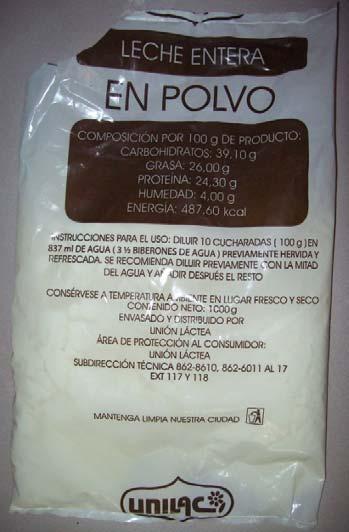 LECHE ENTERA
EN POLVO
COMPOSICIÓN POR 100 g DE PRODUCTO:
CARBOHIDRATOS: 39,10 g
GRASA: 26,00 g
PROTEÍNA: 24,30 g
HUMEDAD: 4,00 g
ENERGÍA: 487,60 kcal
INSTRUCCIONES PARA EL USO: DILUIR 10 CUCHARADAS ( 100 g ) EN
837 ml DE AGUA ( 3 ½ BIBERONES DE AGUA ) PREVIAMENTE HERVIDA Y
REFRESCADA. SE RECOMIENDA DILUIR PREVIAMENTE CON LA MITAD
DEL AGUA Y AÑADIR DESPUÉS EL RESTO
CONSÉRVESE A TEMPERATURA AMBIENTE EN LUGAR FRESCO Y SECO
CONTENIDO NETO: 1000g
ENVASADO Y DISTRIBUIDO POR
UNIÓN LÁCTEA
ÁREA DE PROTECCIÓN AL CONSUMIDOR:
UNIÓN LÁCTEA
SUBDIRECCIÓN TÉCNICA 862-8610, 862-6011 AL 17
EXT 117 Y 118
MANTENGA LIMPIA NUESTRA CIUDAD
UNILAC